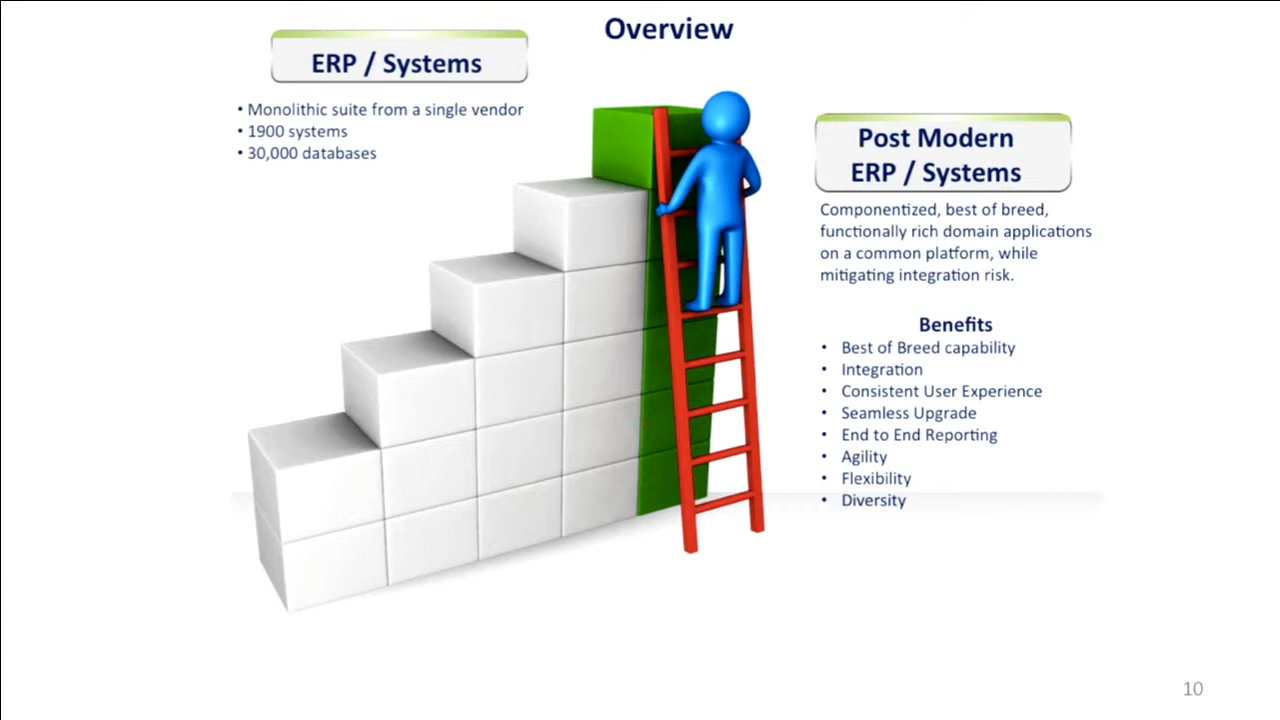 Overview
ERP / Systems
• Monolithic suite from a single vendor
• 1900 systems
• 30,000 databases
Post Modern
ERP / Systems
Componentized, best of breed,
functionally rich domain applications
on a common platform, while
mitigating integration risk.
Benefits
• Best of Breed capability
• Integration
• Consistent User Experience
• Seamless Upgrade
• End to End Reporting
• Agility
• Flexibility
• Diversity
10